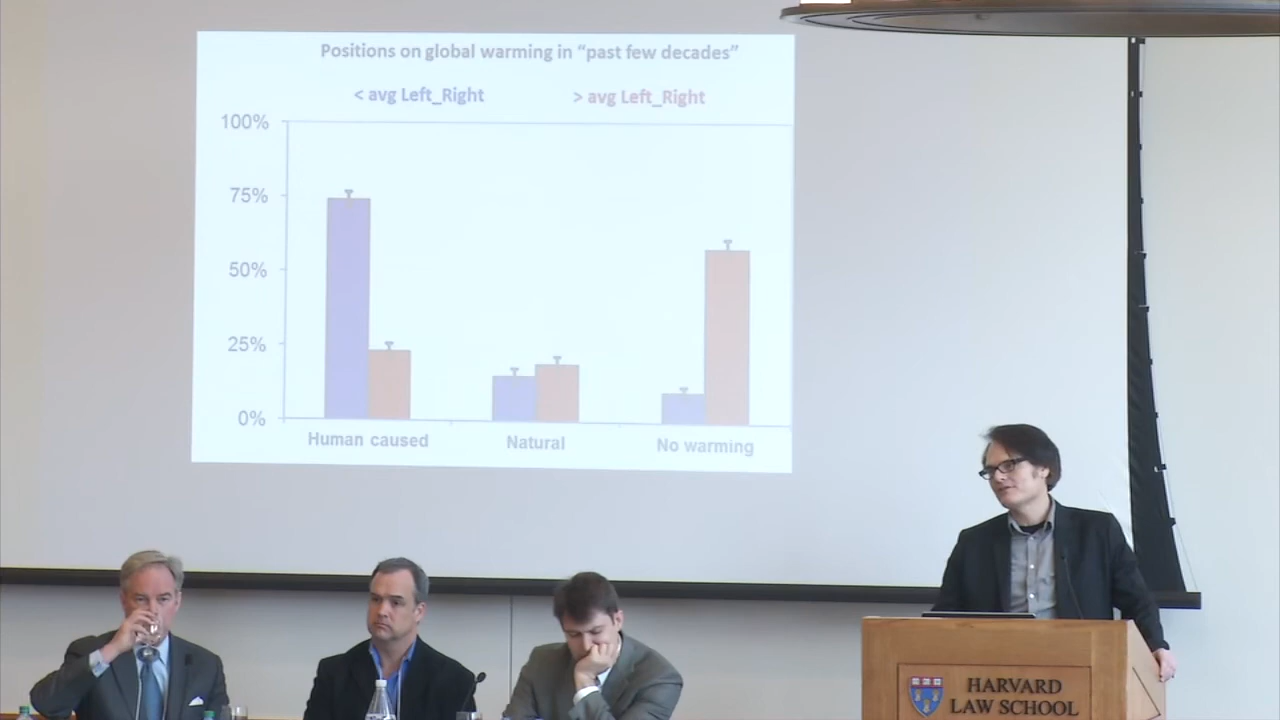 Positions on global warming in “past few decades”
< avg Left_Right > avg Left_Right
100%
75%
50%
25%
0%
Human caused Natural No warming
HARVARD
LAW SCHOOL